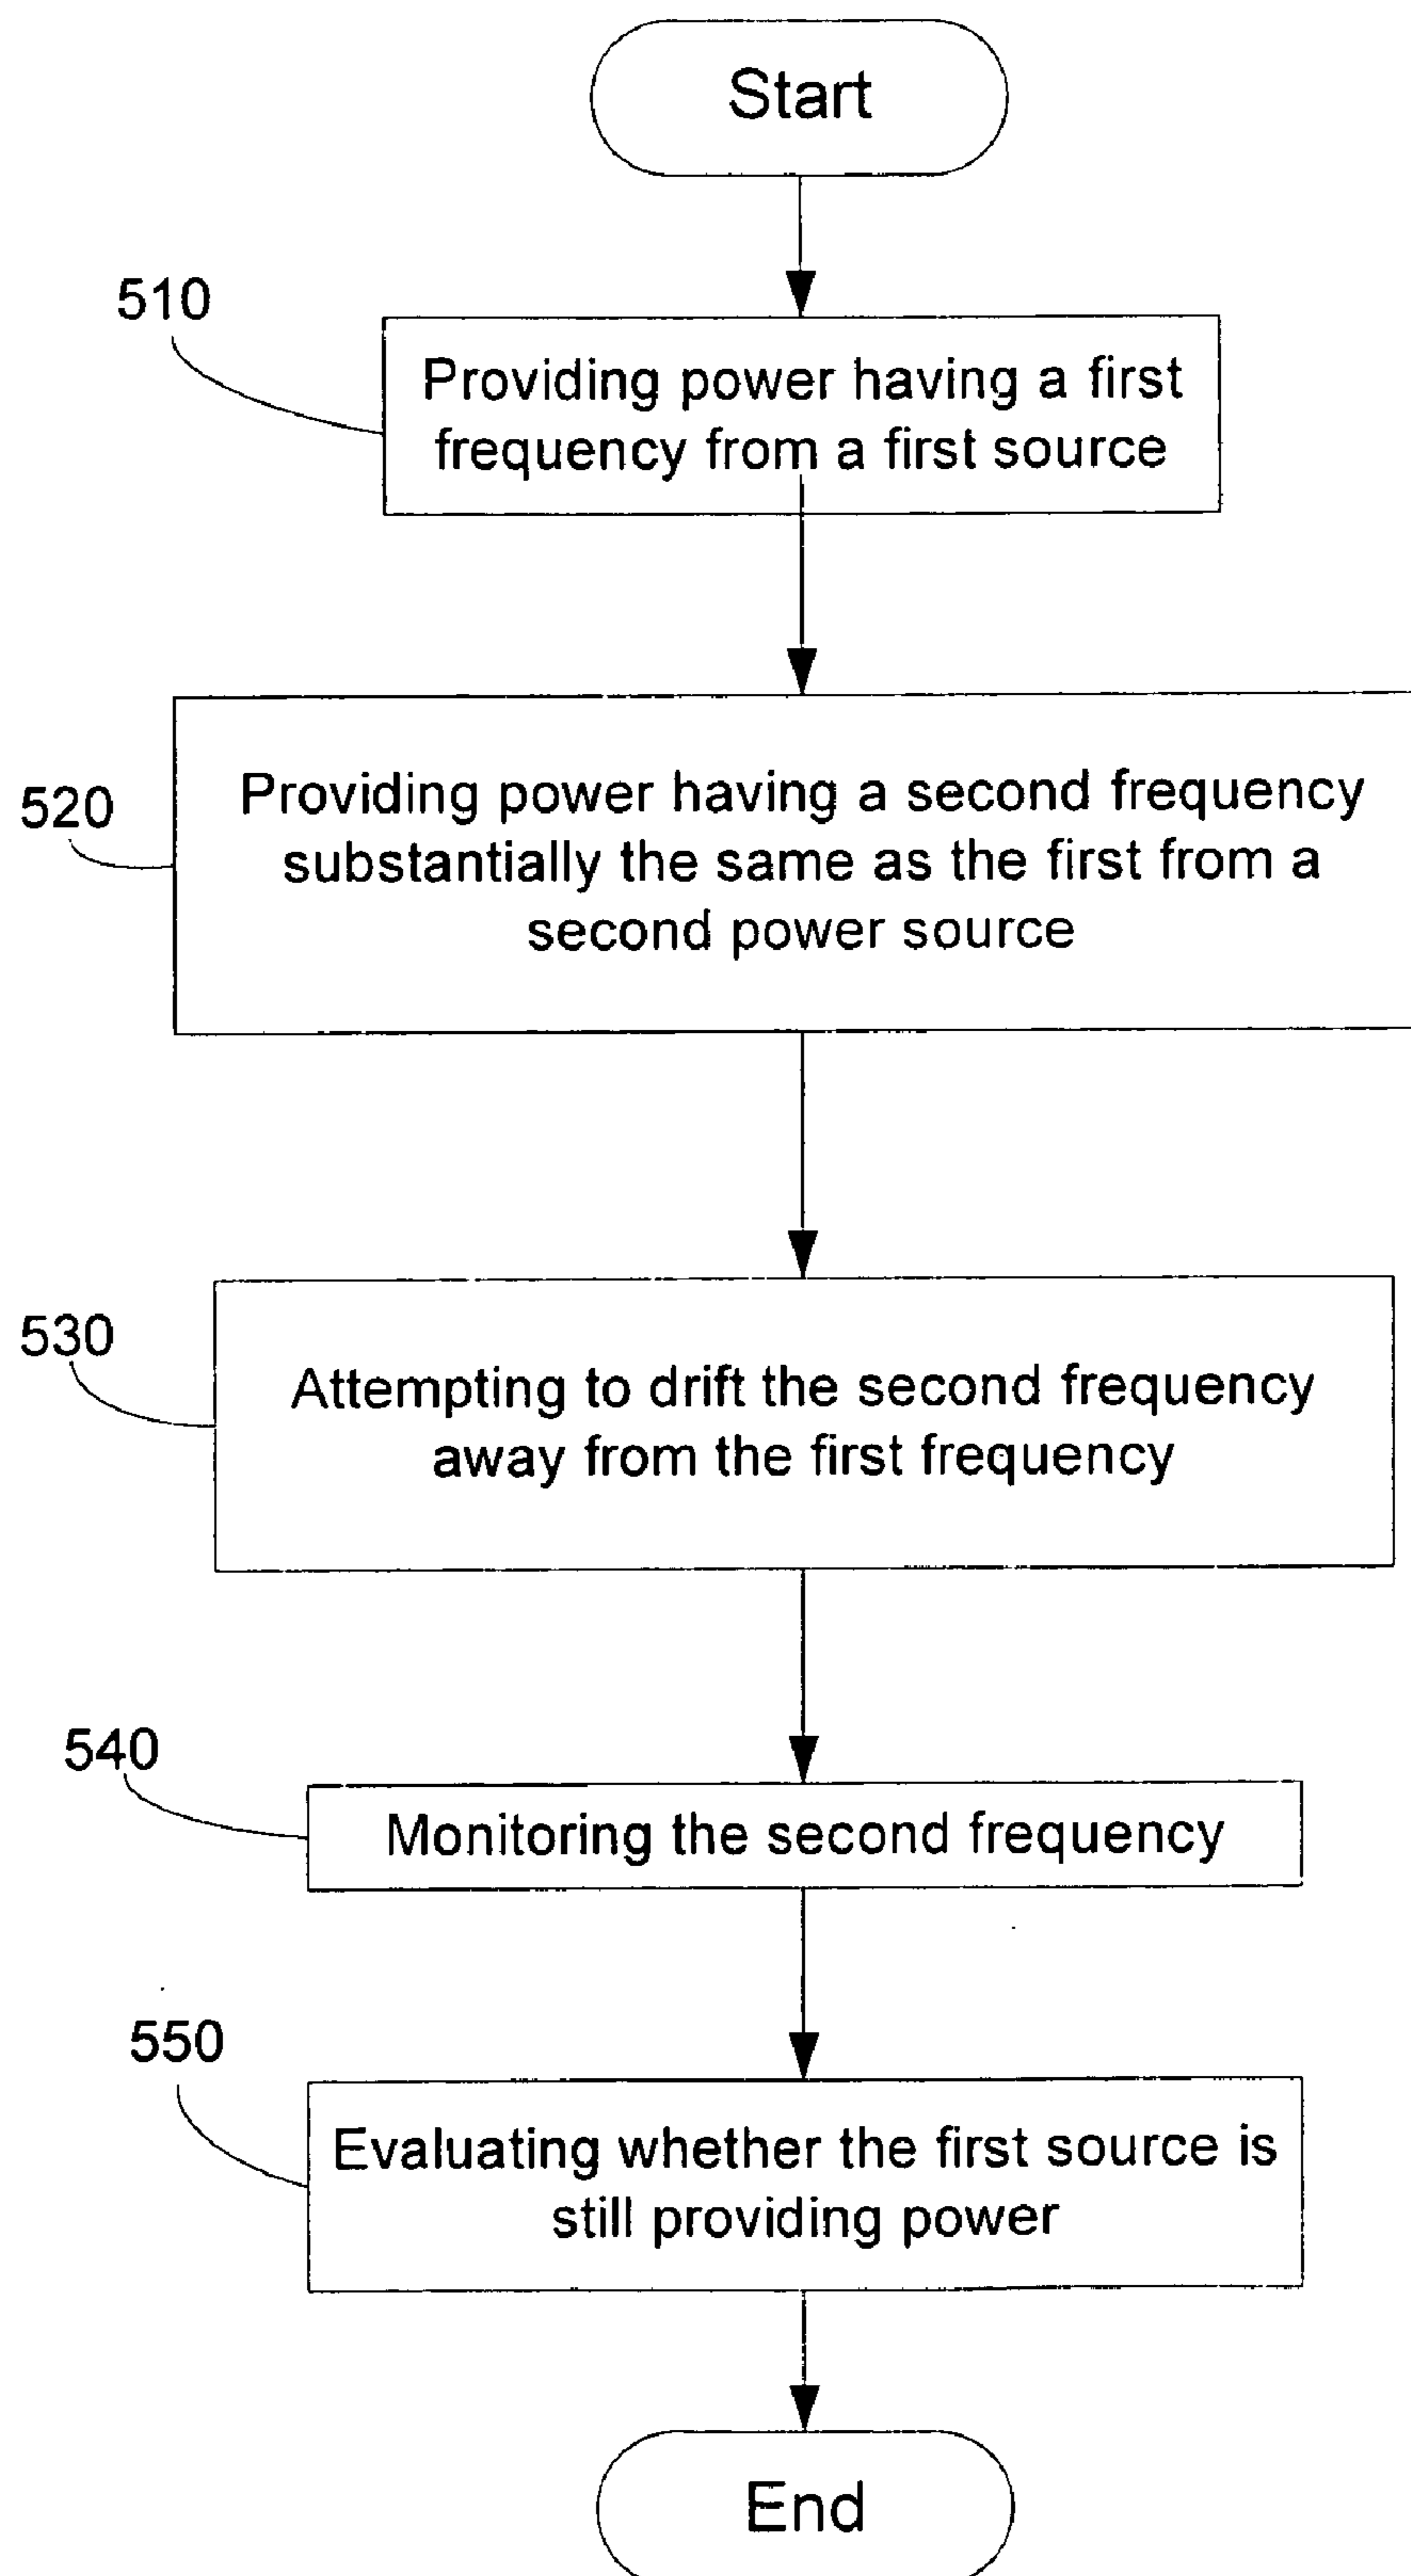 Start
510
Providing power having a first
frequency from a first source
520
Providing power having a second frequency
substantially the same as the first from a
second power source
530
Attempting to drift the second frequency
away from the first frequency
540
Monitoring the second frequency
550
Evaluating whether the first source is
still providing power
End